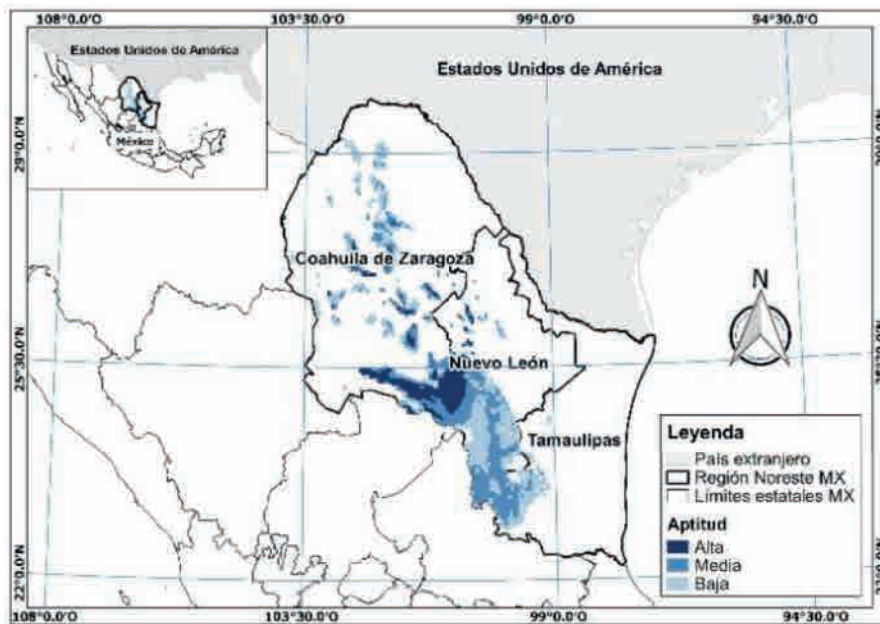 108°0.0'O
103°30.0'O
99°0.0'O
94°30.0'O
Estados Unidos de América
México
Estados Unidos de América
29°0.0'N
Coahuila de Zaragoza
N
25°30.0'N
Nuevo León
Tamaulipas
Leyenda
País extranjero
Región Noreste MX
Límites estatales MX
Aptitud
Alta
Media
Baja
22°0.0'N
108°0.0'O
103°30.0'O
99°0.0'O
94°30.0'O